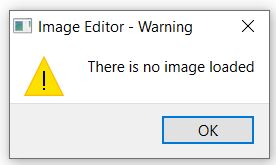 Image Editor - Warning
There is no image loaded
OK